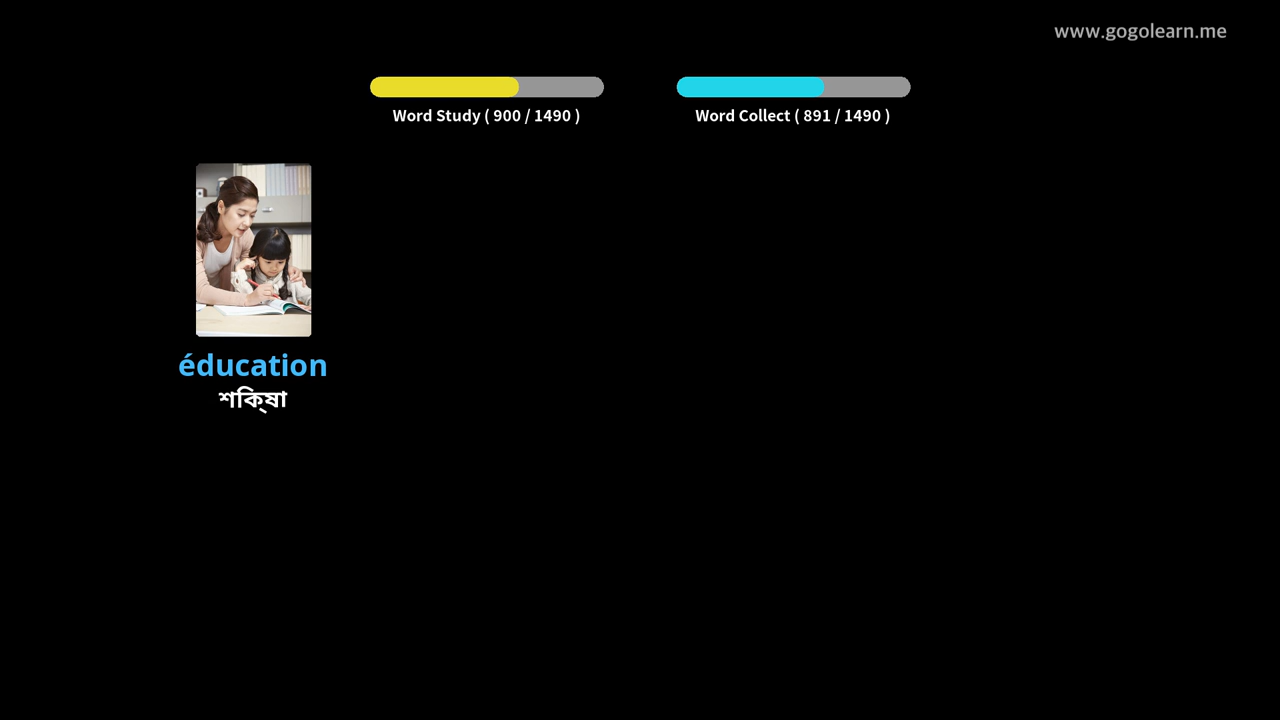 www.gogolearn.me
Word Study ( 900 / 1490 )
Word Collect ( 891 / 1490 )
éducation
শিক্ষা